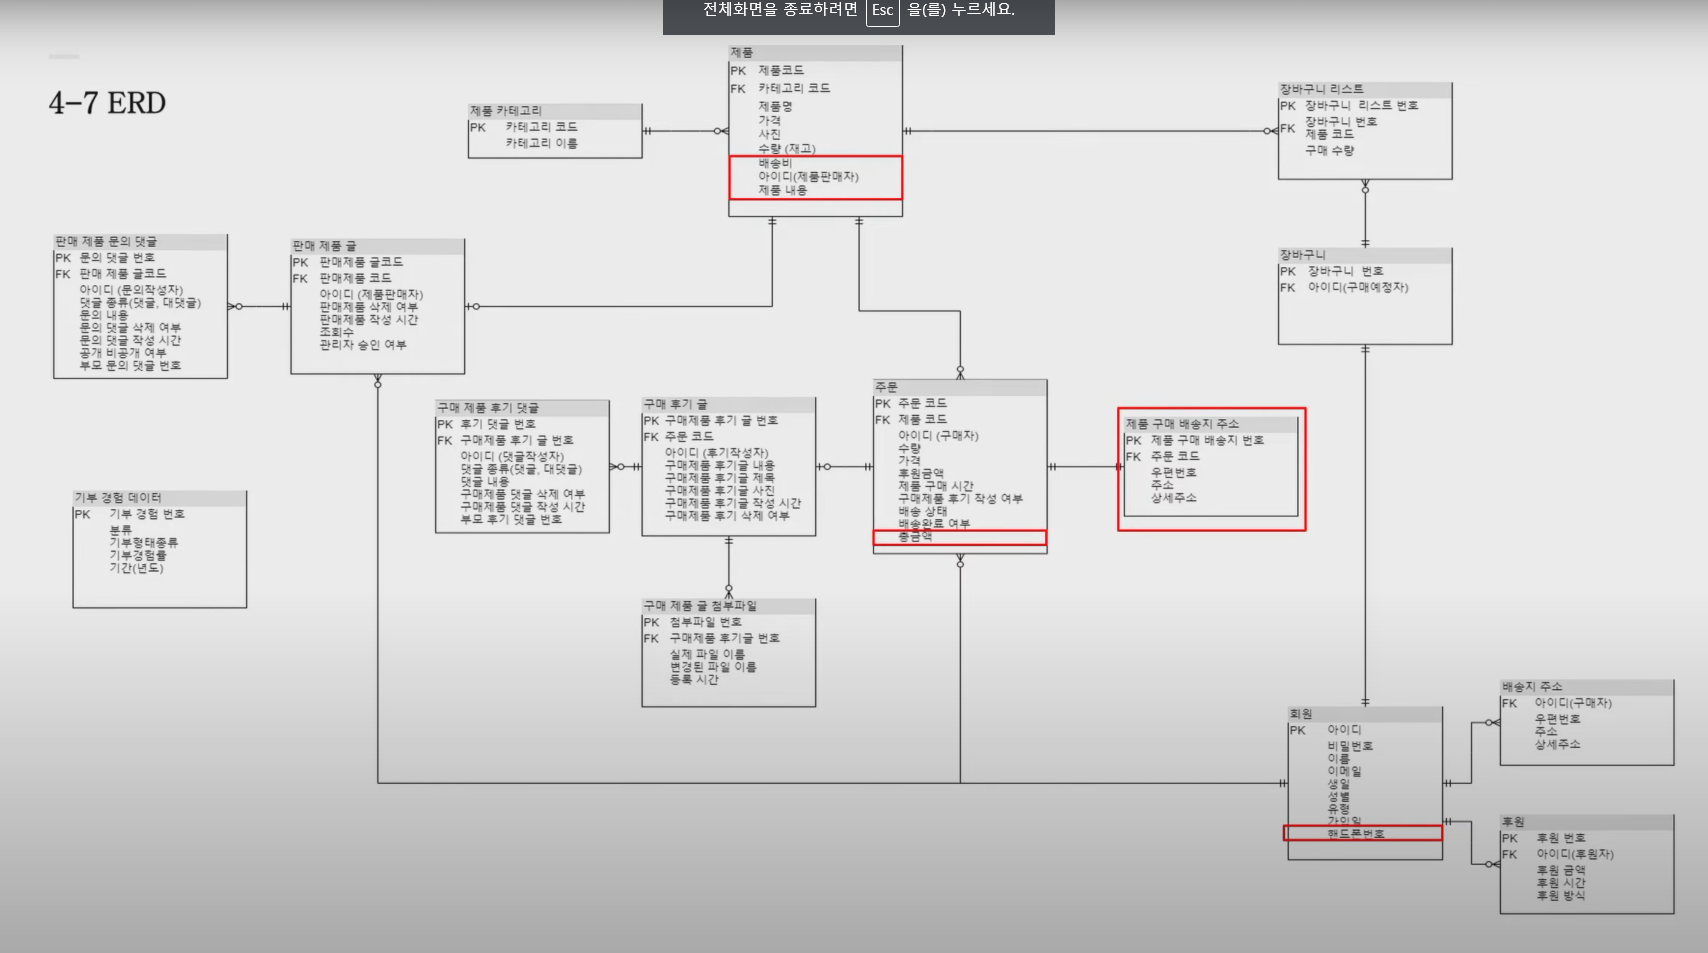 전체화면을 종료하려면 Esc 을(를) 누르세요.
4–7 ERD
제품
PK 제품코드
FK 카테고리 코드
제품명
가격
사진
수량 (재고)
배송비
아이디(제품판매자)
제품 내용
제품 카테고리
PK 카테고리 코드
카테고리 이름
장바구니 리스트
PK 장바구니 리스트 번호
FK 장바구니 번호
제품 코드
구매 수량
판매 제품 문의 댓글
PK 문의 댓글 번호
FK 판매 제품 글코드
아이디 (문의작성자)
댓글 종류(댓글, 대댓글)
문의 내용
문의 댓글 삭제 여부
문의 댓글 작성 시간
공개 비공개 여부
부모 문의 댓글 번호
판매 제품 글
PK 판매제품 글코드
FK 판매제품 코드
아이디 (제품판매자)
판매제품 삭제 여부
판매제품 작성 시간
조회수
관리자 승인 여부
장바구니
PK 장바구니 번호
FK 아이디(구매예정자)
구매 제품 후기 댓글
PK 후기 댓글 번호
FK 구매제품 후기 글 번호
아이디 (댓글작성자)
댓글 종류(댓글, 대댓글)
댓글 내용
구매제품 댓글 삭제 여부
구매제품 댓글 작성 시간
부모 후기 댓글 번호
구매 후기 글
PK 구매제품 후기 글 번호
FK 주문 코드
아이디 (후기작성자)
구매제품 후기글 내용
구매제품 후기글 제목
구매제품 후기글 사진
구매제품 후기글 작성 시간
구매제품 후기 삭제 여부
주문
PK 주문 코드
FK 제품 코드
아이디 (구매자)
수량
가격
후원금액
제품 구매 시간
구매제품 후기 작성 여부
배송 상태
배송완료 여부
총금액
제품 구매 배송지 주소
PK 제품 구매 배송지 번호
FK 주문 코드
우편번호
주소
상세주소
기부 경험 데이터
PK 기부 경험 번호
분류
기부형태종류
기부경험률
기간(년도)
구매 제품 글 첨부파일
PK 첨부파일 번호
FK 구매제품 후기글 번호
실제 파일 이름
변경된 파일 이름
등록 시간
회원
PK 아이디
비밀번호
이름
이메일
생일
성별
유형
가입일
핸드폰번호
배송지 주소
FK 아이디(구매자)
우편번호
주소
상세주소
후원
PK 후원 번호
FK 아이디(후원자)
후원 금액
후원 시간
후원 방식